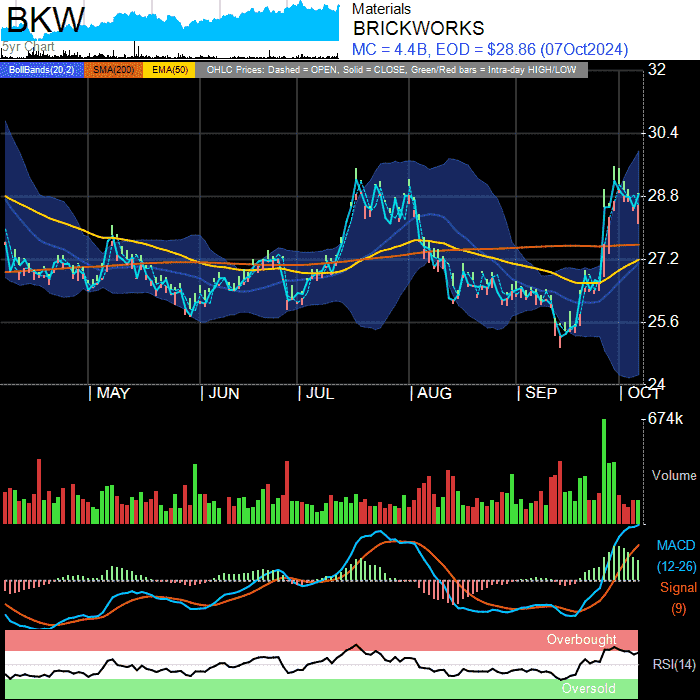 BKW
5yr Chart
Materials
BRICKWORKS
MC = 4.4B, EOD = $28.86 (07Oct2024)
BollBands(20,2) SMA(200) EMA(50) OHLC Prices: Dashed = OPEN, Solid = CLOSE, Green/Red bars = Intra-day HIGH/LOW
32
30.4
28.8
27.2
25.6
24
MAY JUN JUL AUG SEP OCT
674k
Volume
MACD
(12-26)
Signal
(9)
Overbought
RSI(14)
Oversold